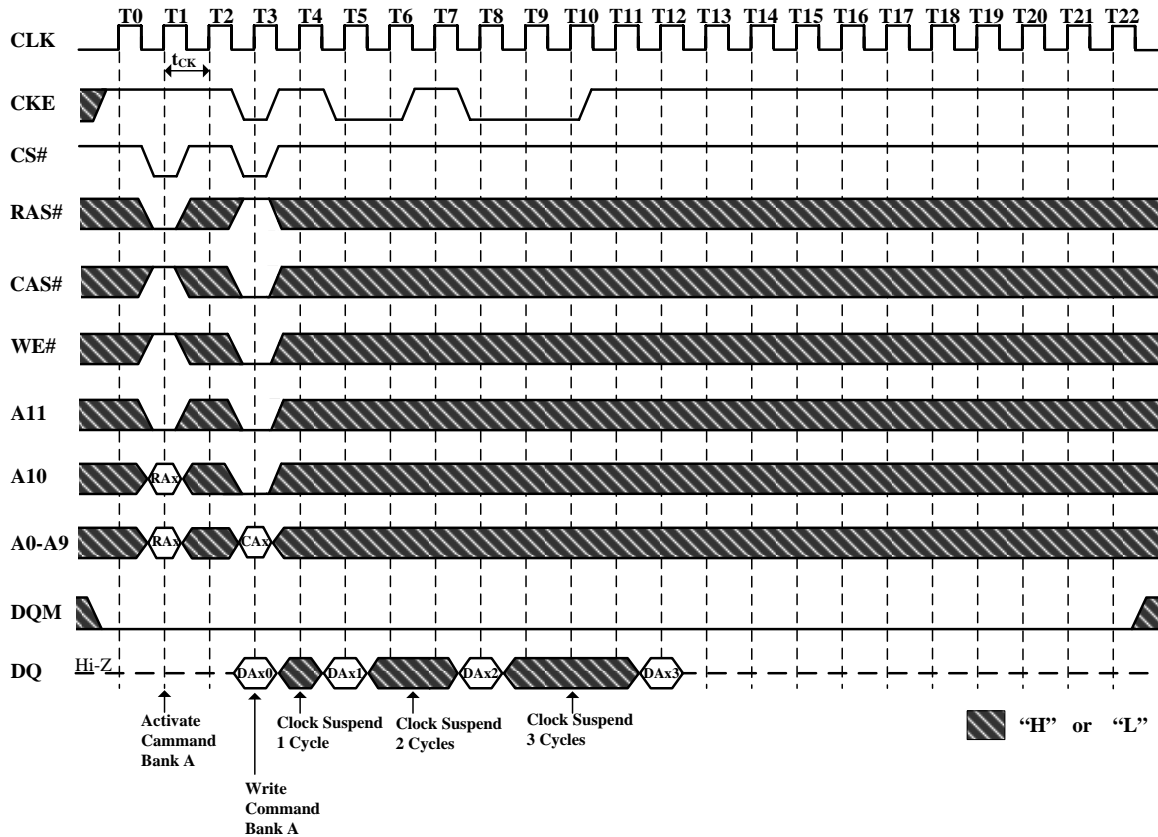 T0 T1 T2 T3 T4 T5 T6 T7 T8 T9 T10 T11 T12 T13 T14 T15 T16 T17 T18 T19 T20 T21 T22
CLK
tCK
CKE
CS#
RAS#
CAS#
WE#
A11
A10 RAx
A0-A9 RAx CAx
DQM
DQ Hi-Z DAx0 DAx1 DAx2 DAx3
Activate
Cammand
Bank A
Clock Suspend
1 Cycle
Clock Suspend
2 Cycles
Clock Suspend
3 Cycles
“H” or “L”
Write
Command
Bank A